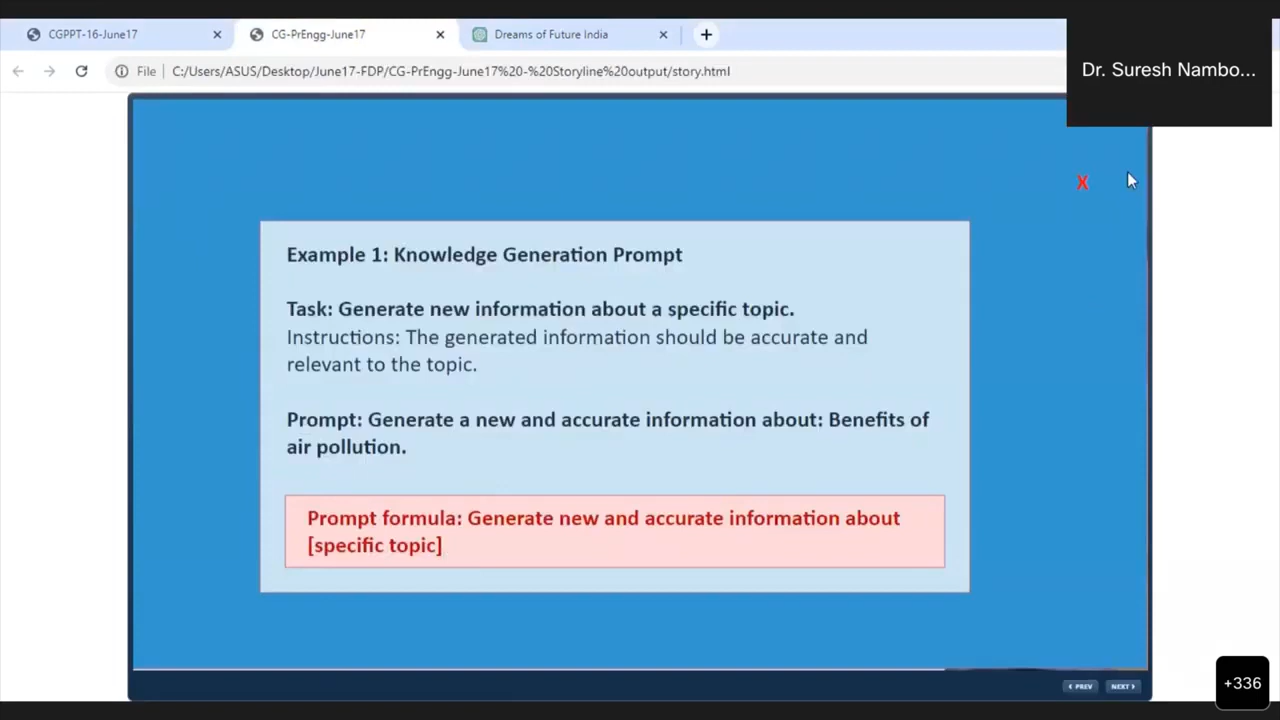 CGPPT-16-June17
CG-PrEngg-June17
Dreams of Future India
File
C:/Users/ASUS/Desktop/June17-FDP/CG-PrEngg-June17%20-%20Storyline%20output/story.html
Dr. Suresh Nambo...
X
Example 1: Knowledge Generation Prompt
Task: Generate new information about a specific topic.
Instructions: The generated information should be accurate and
relevant to the topic.
Prompt: Generate a new and accurate information about: Benefits of
air pollution.
Prompt formula: Generate new and accurate information about
[specific topic]
PREV
NEXT
+336